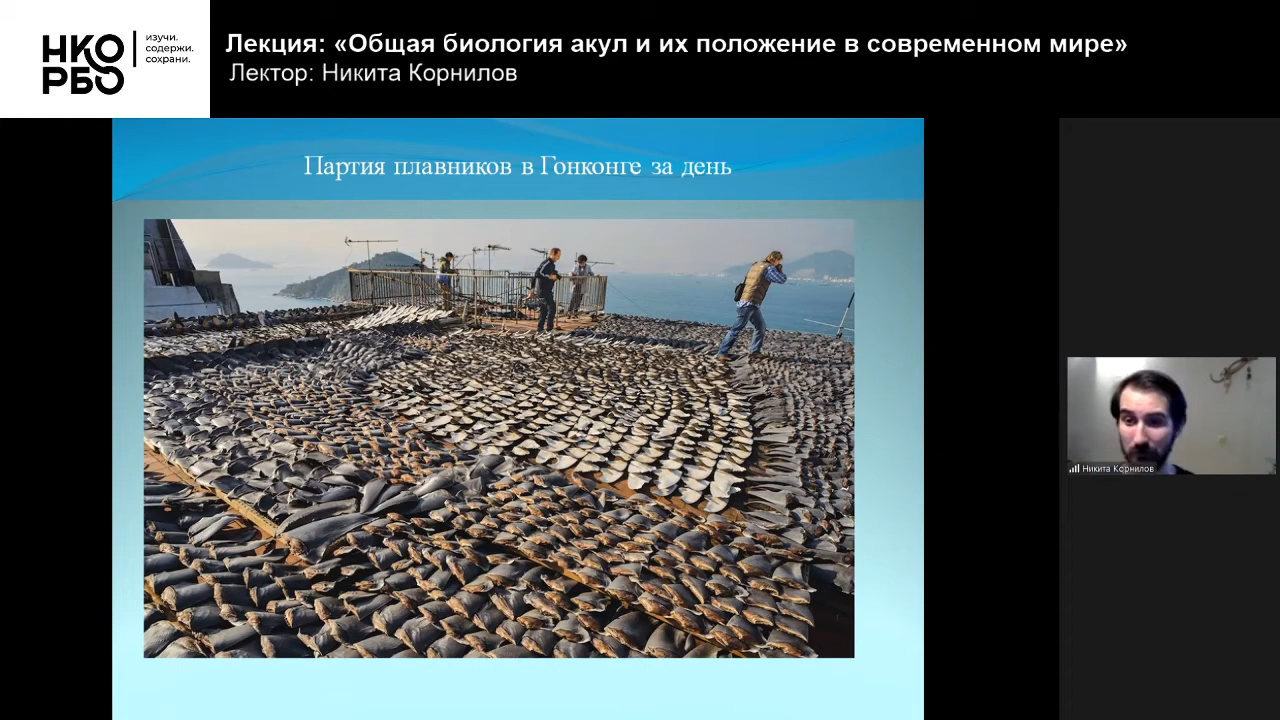 НКО
РБО
изучи.
содержи.
сохрани.
Лекция: «Общая биология акул и их положение в современном мире»
Лектор: Никита Корнилов
Партия плавников в Гонконге за день
Никита Корнилов